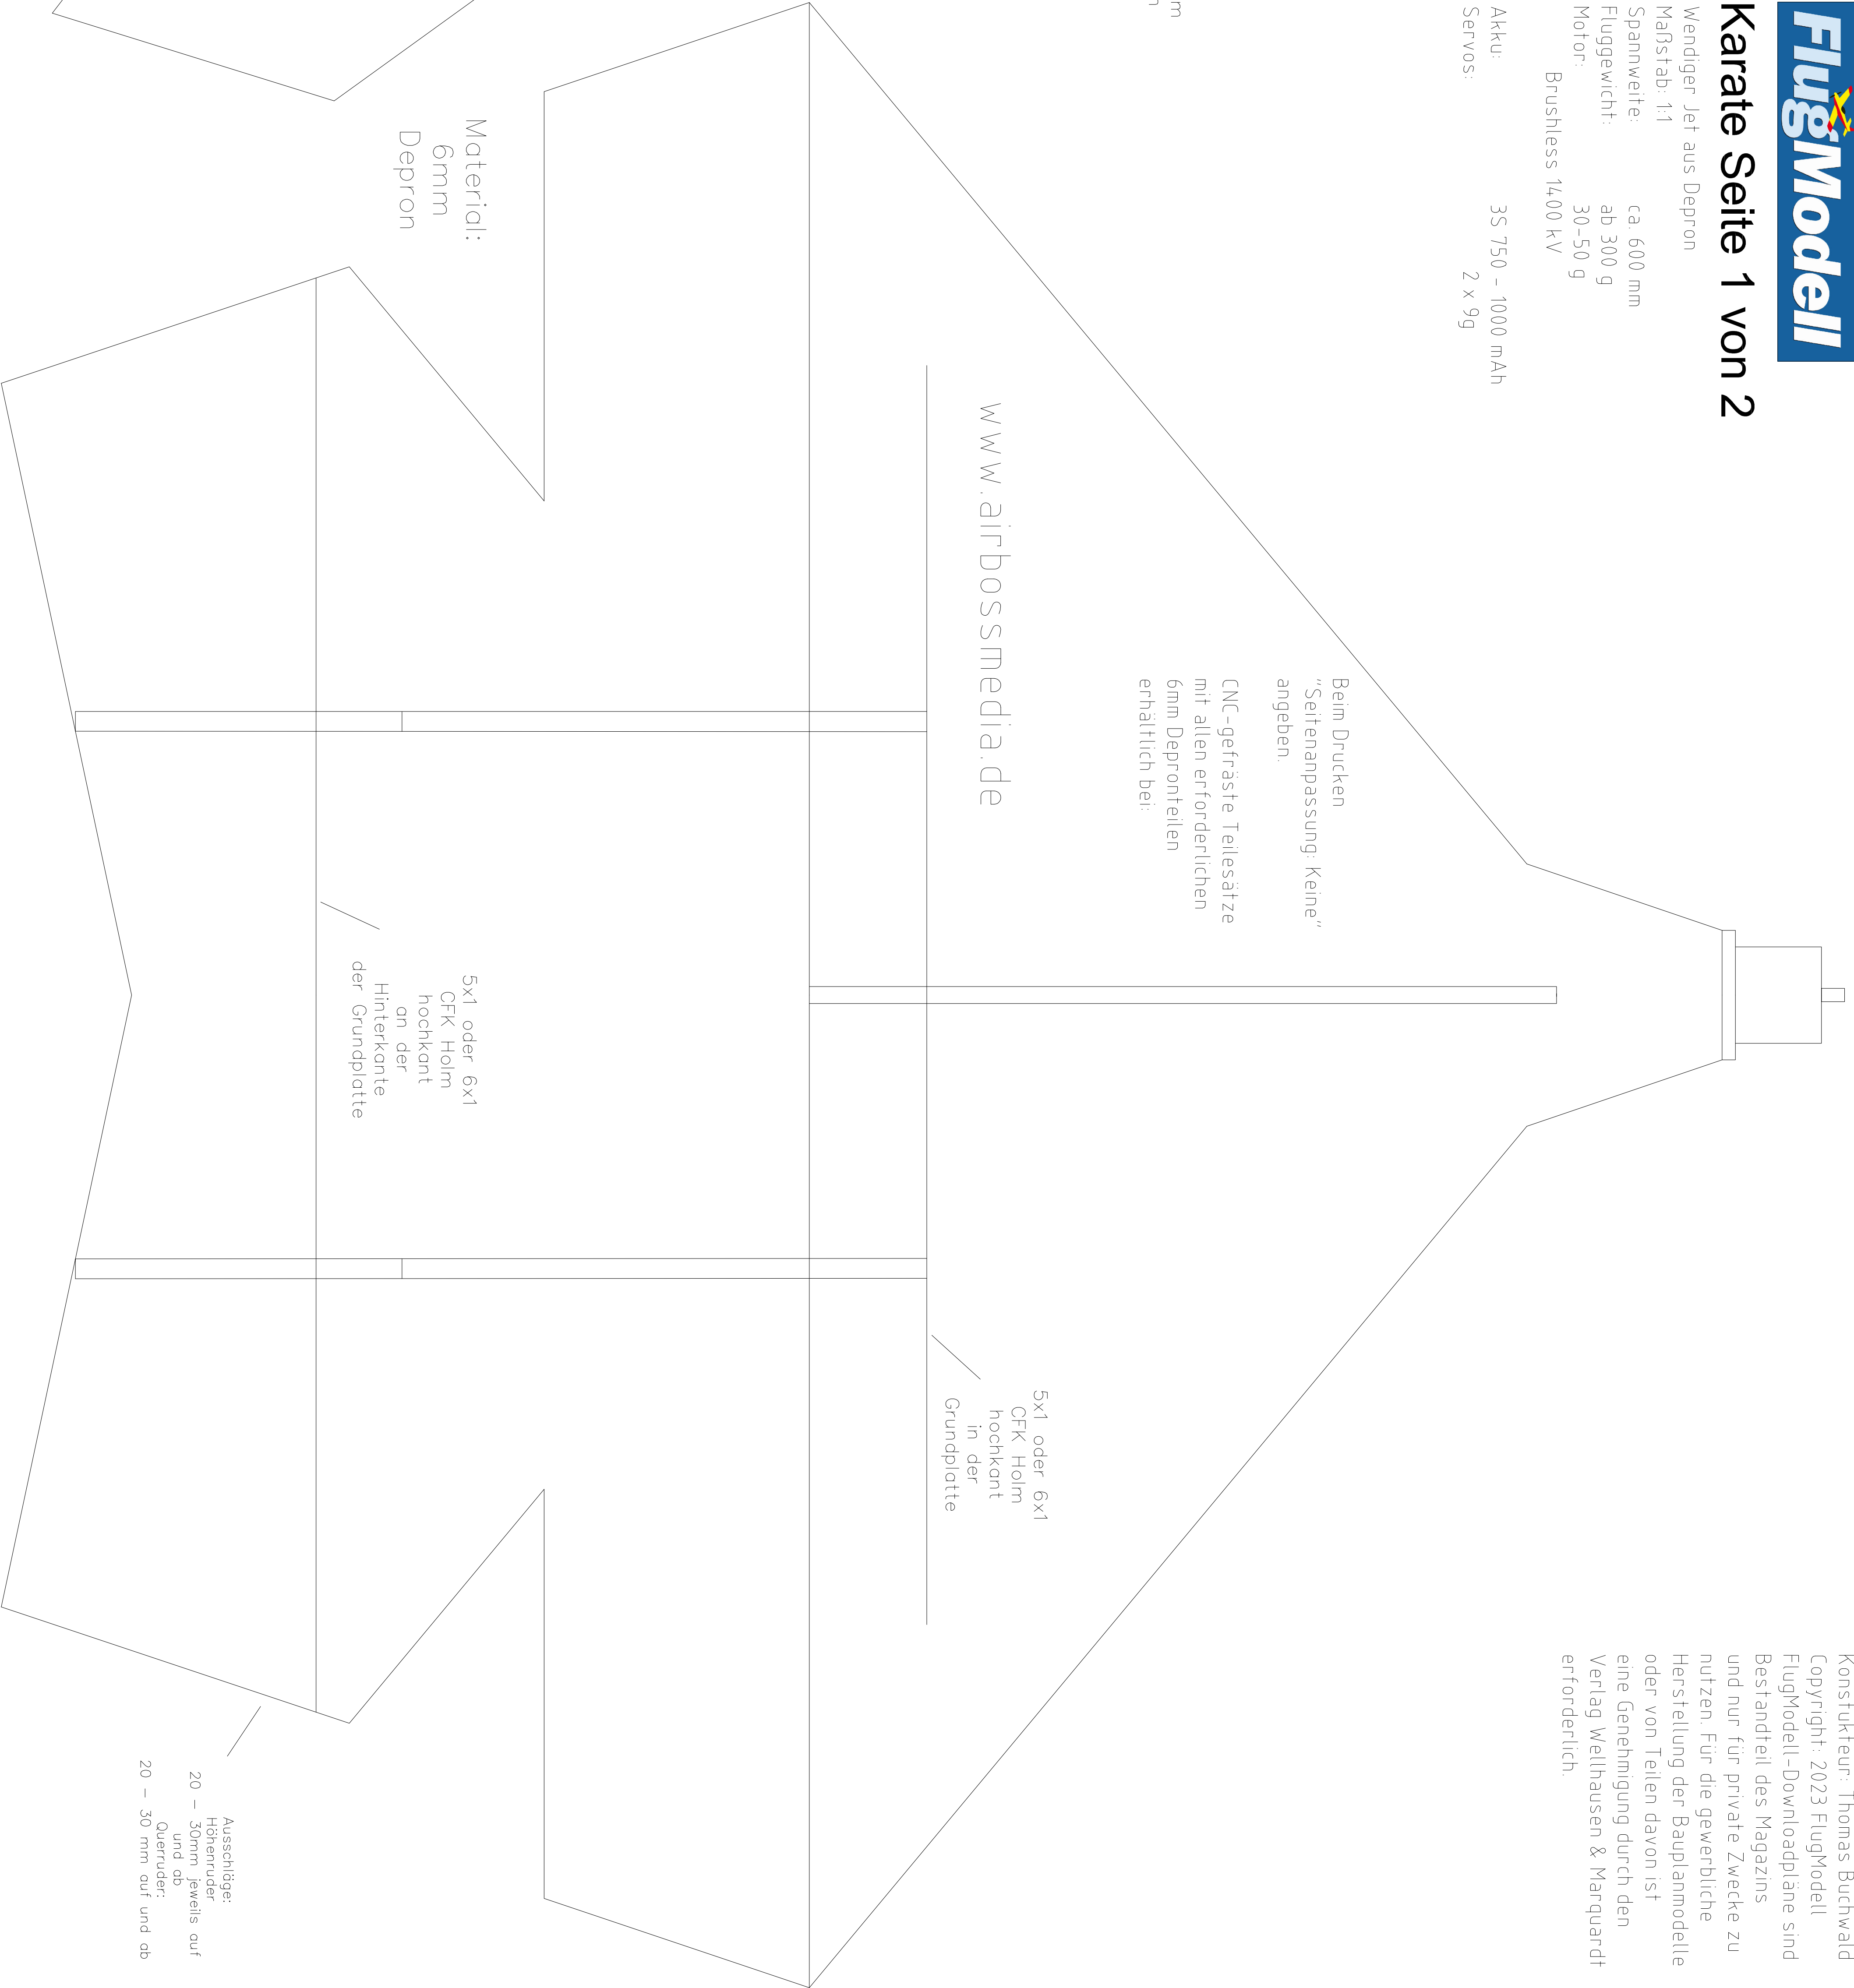 FlugModell
Karate Seite 1 von 2
Wendiger Jet aus Depron
Maßstab: 1:1
Spannweite: ca. 600 mm
Fluggewicht: ab 300 g
Motor: 30-50 g
Brushless 1400 kV
Akku: 3S 750 - 1000 mAh
Servos: 2 x 9g
Konstukteur: Thomas Buchwald
Copyright: 2023 FlugModell
FlugModell-Downloadpläne sind
Bestandteil des Magazins
und nur für private Zwecke zu
nutzen. Für die gewerbliche
Herstellung der Bauplanmodelle
oder von Teilen davon ist
eine Genehmigung durch den
Verlag Wellhausen & Marquardt
erforderlich.
Beim Drucken
"Seitenanpassung: Keine"
angeben.
CNC-gefräste Teilesätze
mit allen erforderlichen
6mm Depronteilen
erhältlich bei:
www.airbossmedia.de
5x1 oder 6x1
CFK Holm
hochkant
in der
Grundplatte
Material:
6mm
Depron
5x1 oder 6x1
CFK Holm
hochkant
an der
Hinterkante
der Grundplatte
Ausschläge:
Höhenruder
20 - 30mm jeweils auf
und ab
Querruder:
20 - 30 mm auf und ab